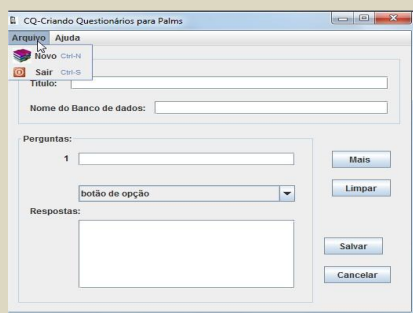 CQ-Criando Questionários para Palms
Arquivo Ajuda
Novo Ctrl-N
Sair Ctrl-S
Título:
Nome do Banco de dados:
Perguntas:
1
Mais
botão de opção
Limpar
Respostas:
Salvar
Cancelar